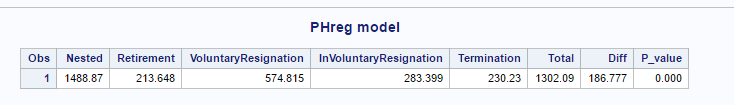 PHreg model
Obs Nested Retirement VoluntaryResignation InVoluntaryResignation Termination Total Diff P_value
1 1488.87 213.648 574.815 283.399 230.23 1302.09 186.777 0.000